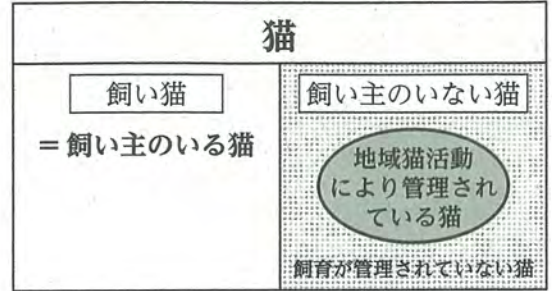 猫
飼い猫
＝飼い主のいる猫
飼い主のいない猫
地域猫活動
により管理され
ている猫
飼育が管理されていない猫